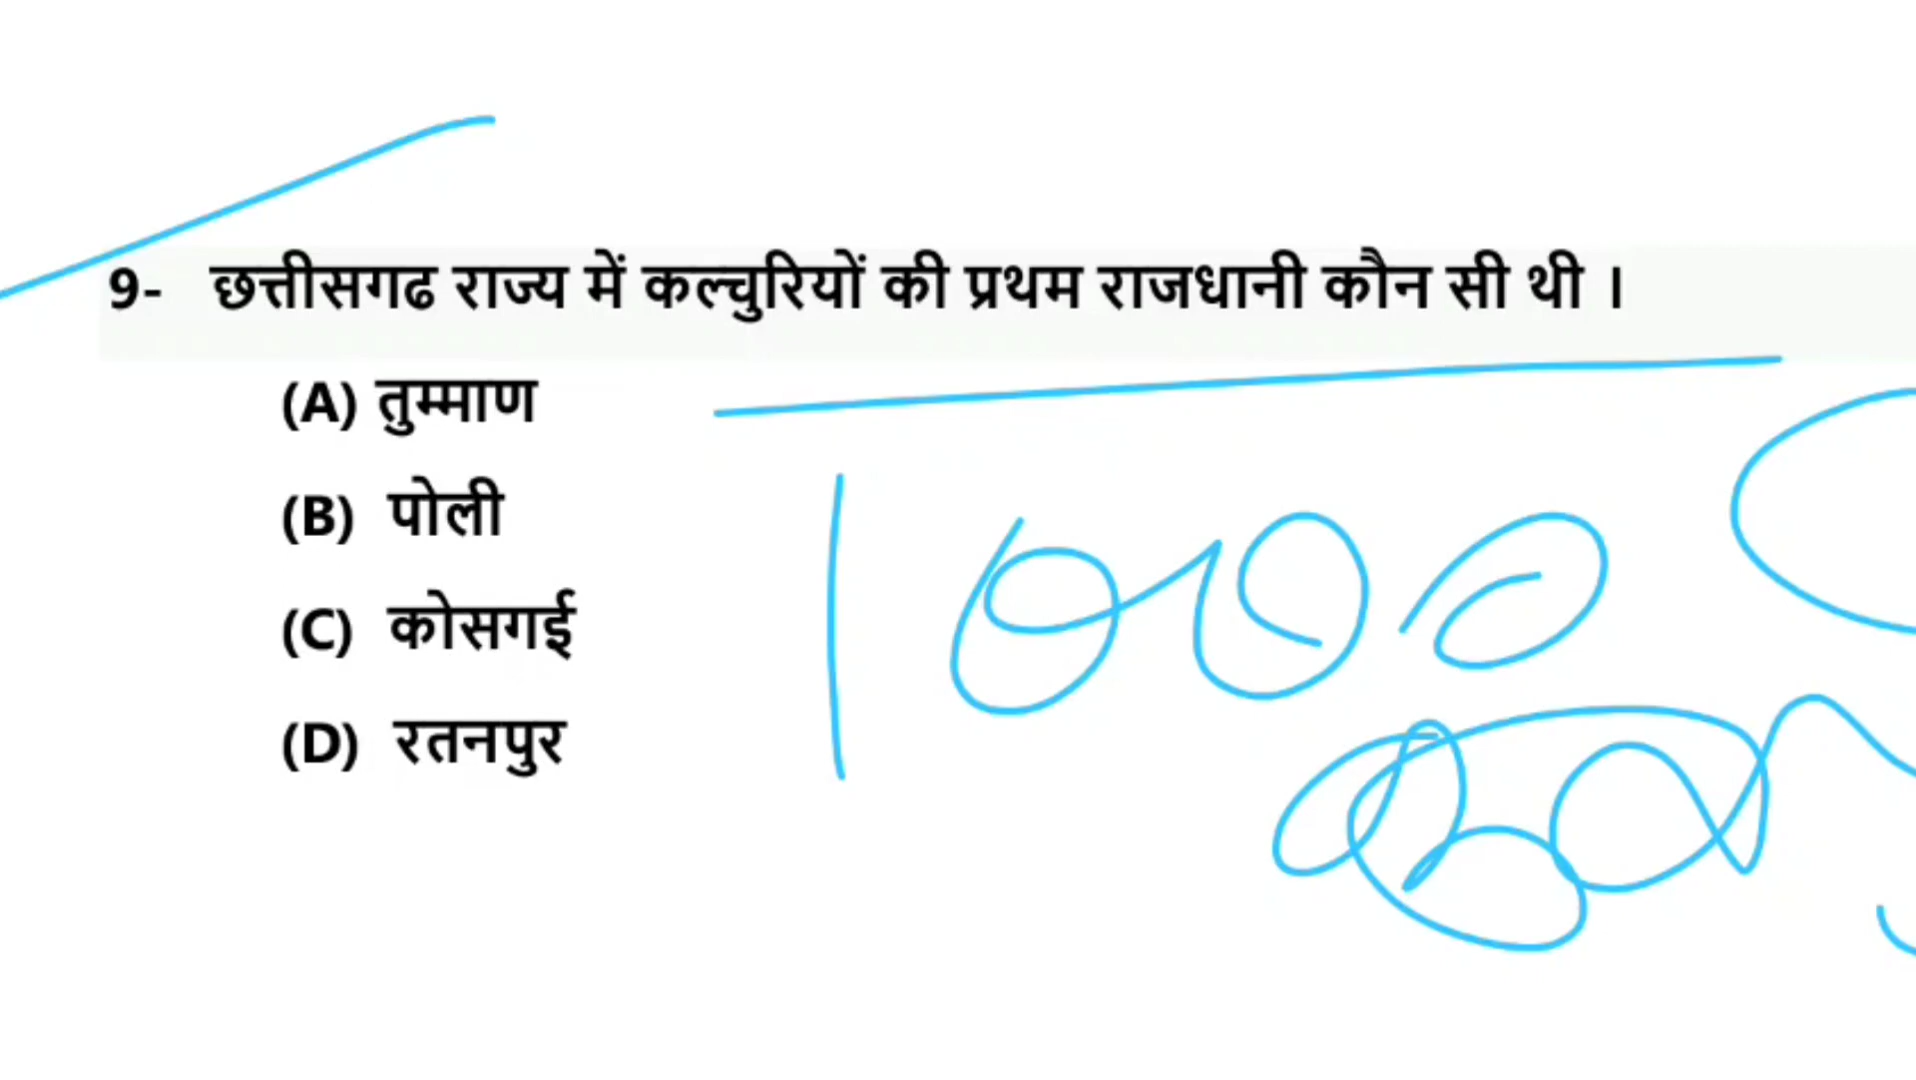 9- छत्तीसगढ राज्य में कल्चुरियों की प्रथम राजधानी कौन सी थी ।
(A) तुम्माण
(B) पोली
(C) कोसगई
(D) रतनपुर
1000